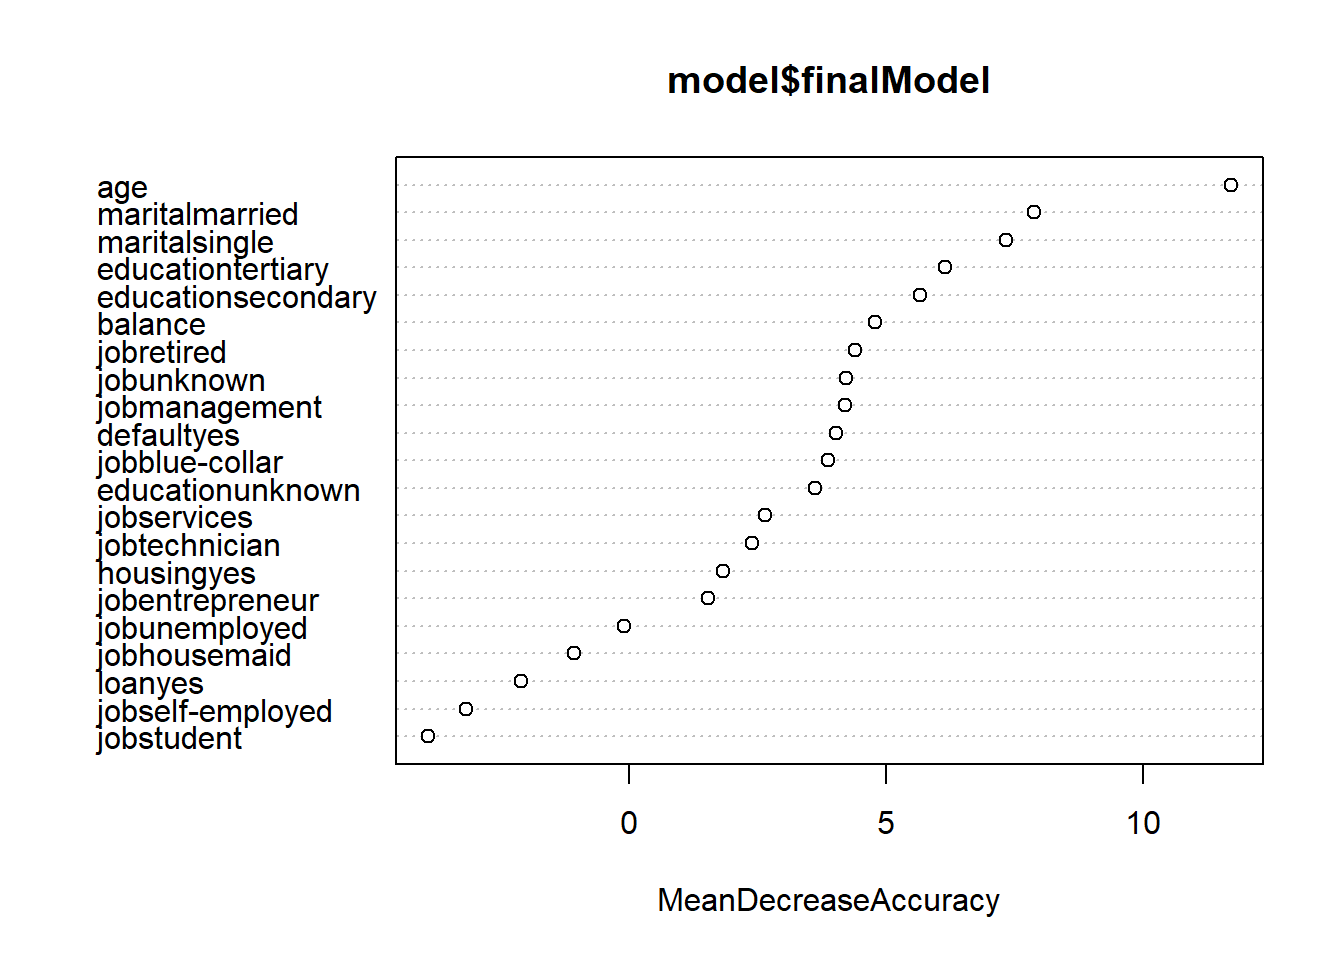 model$finalModel
age
maritalmarried
maritalsingle
educationtertiary
educationsecondary
balance
jobretired
jobunknown
jobmanagement
defaultyes
jobblue-collar
educationunknown
jobservices
jobtechnician
housingyes
jobentrepreneur
jobunemployed
jobhousemaid
loanyes
jobself-employed
jobstudent
0 5 10
MeanDecreaseAccuracy